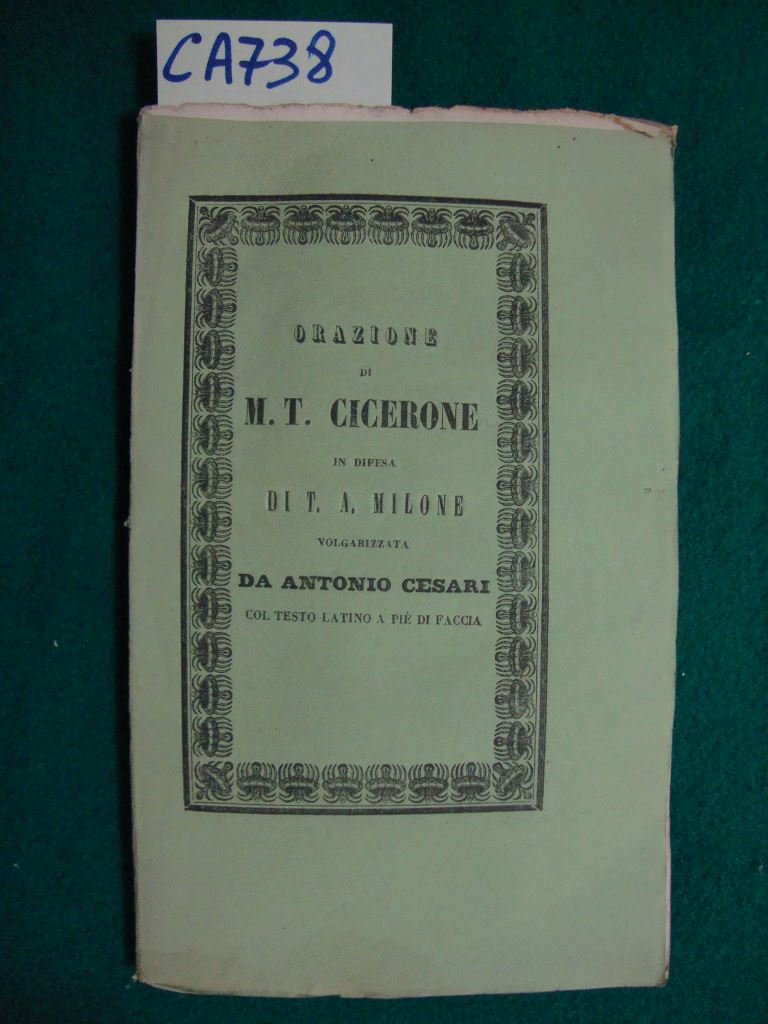 CA738
ORAZIONE
DI
M. T. CICERONE
IN DIFESA
DI T. A. MILONE
VOLGARIZZATA
DA ANTONIO CESARI
COL TESTO LATINO A PIÈ DI FACCIA